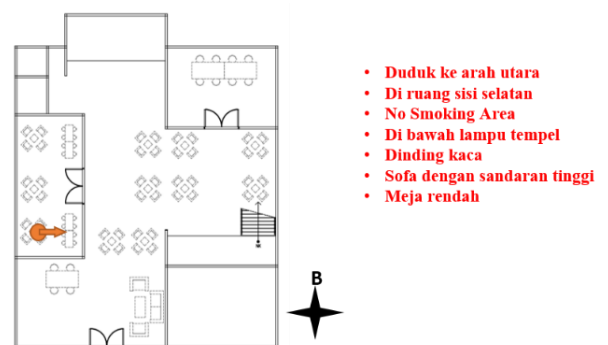 • Duduk ke arah utara
• Di ruang sisi selatan
• No Smoking Area
• Di bawah lampu tempel
• Dinding kaca
• Sofa dengan sandaran tinggi
• Meja rendah
B